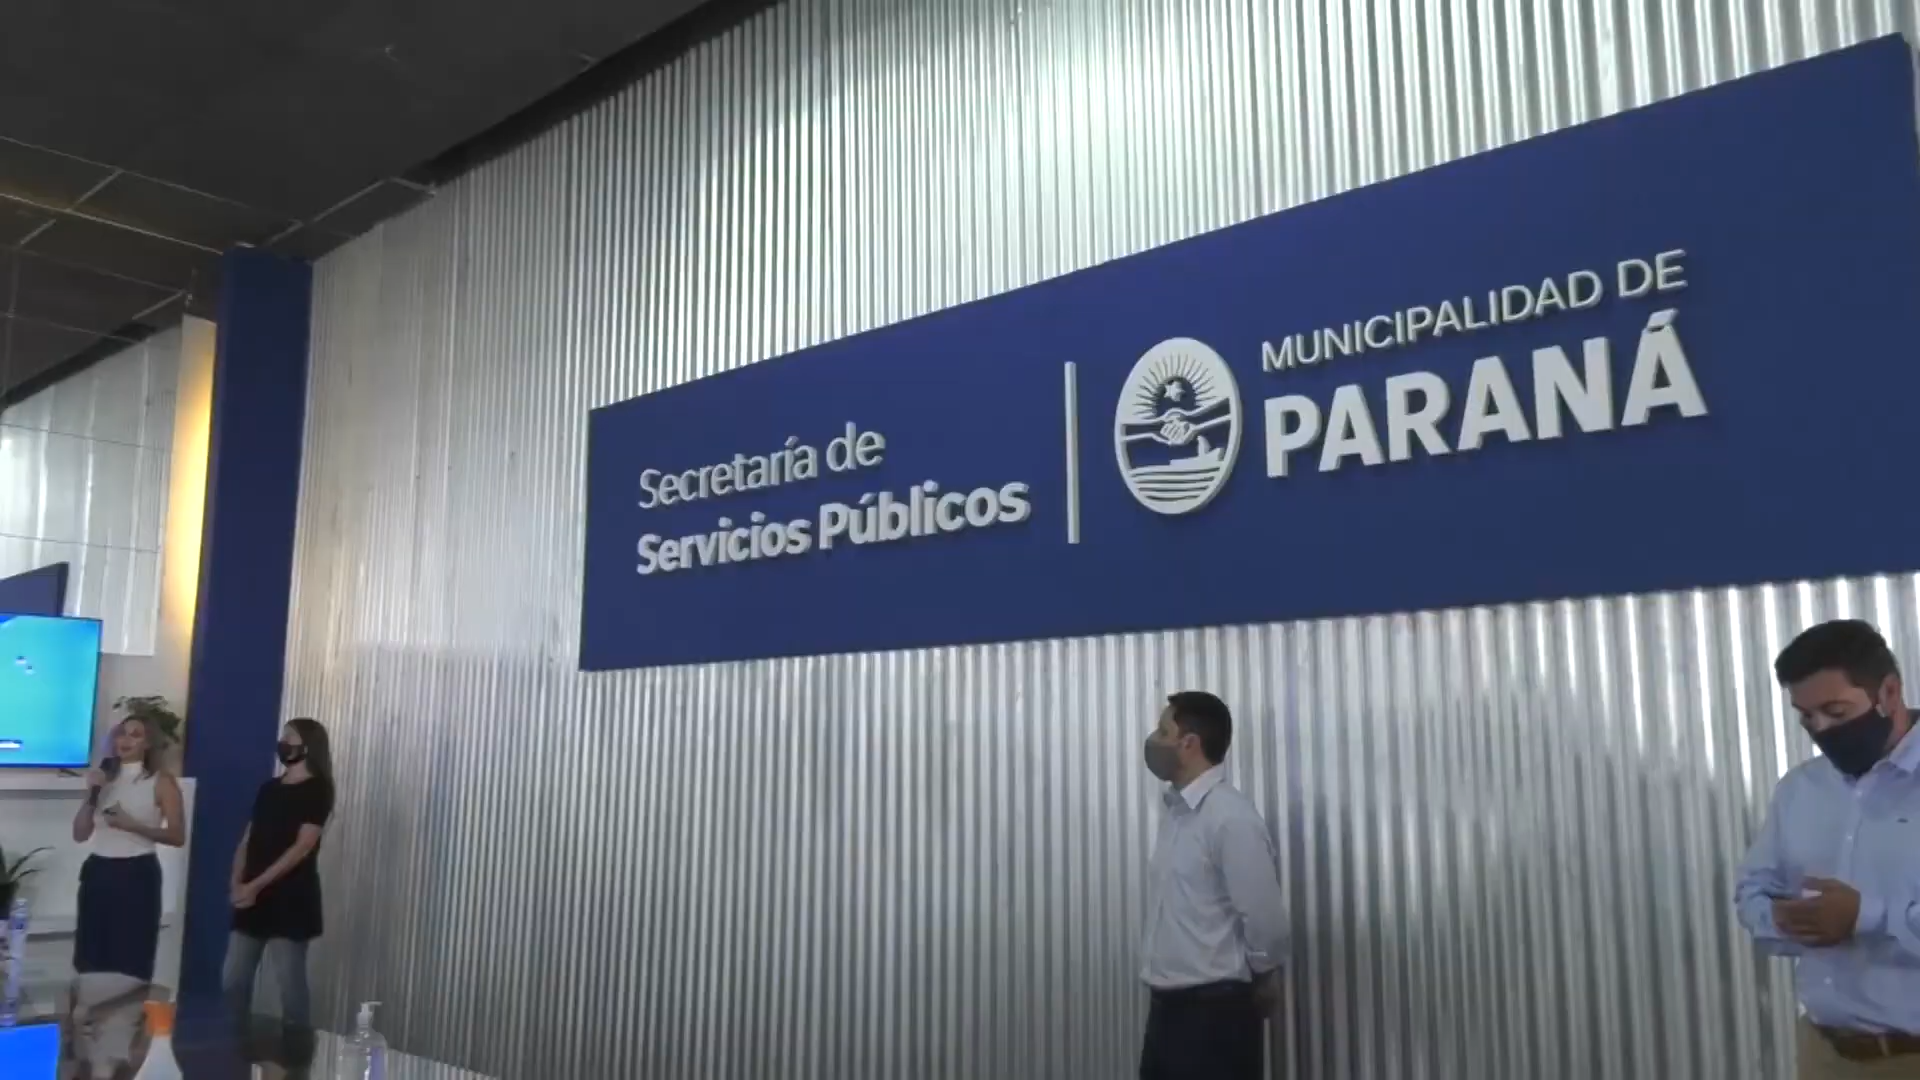 Secretaría de
Servicios Públicos
MUNICIPALIDAD DE
PARANÁ